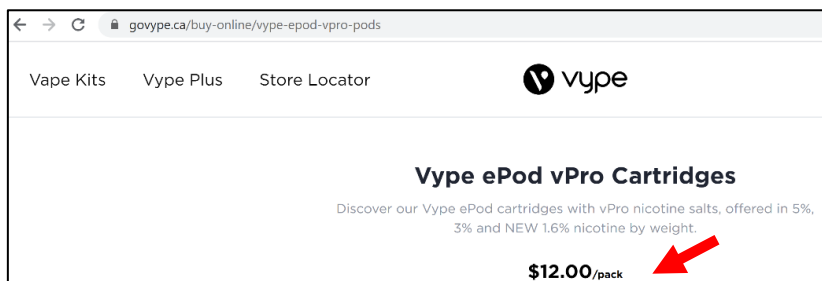 govype.ca/buy-online/vype-epod-vpro-pods
Vape Kits Vype Plus Store Locator vype
Vype ePod vPro Cartridges
Discover our Vype ePod cartridges with vPro nicotine salts, offered in 5%,
3% and NEW 1.6% nicotine by weight.
$12.00/pack